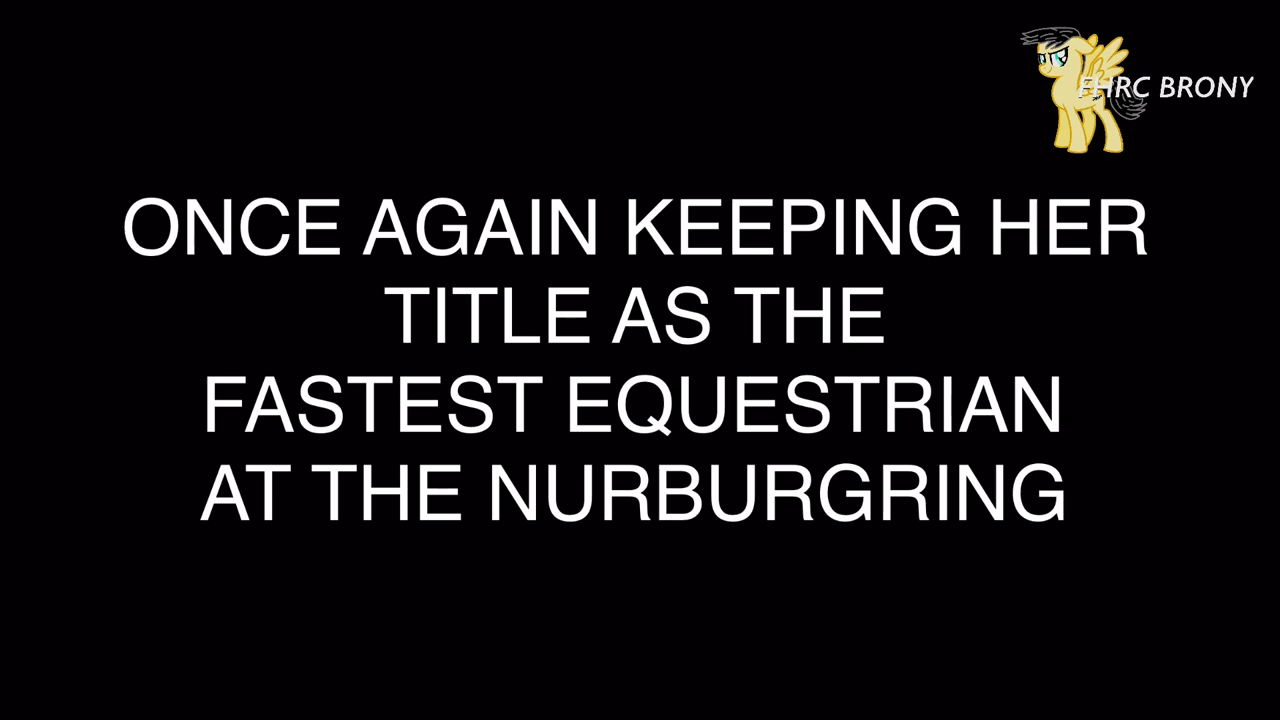 FHRC BRONY
ONCE AGAIN KEEPING HER
TITLE AS THE
FASTEST EQUESTRIAN
AT THE NURBURGRING